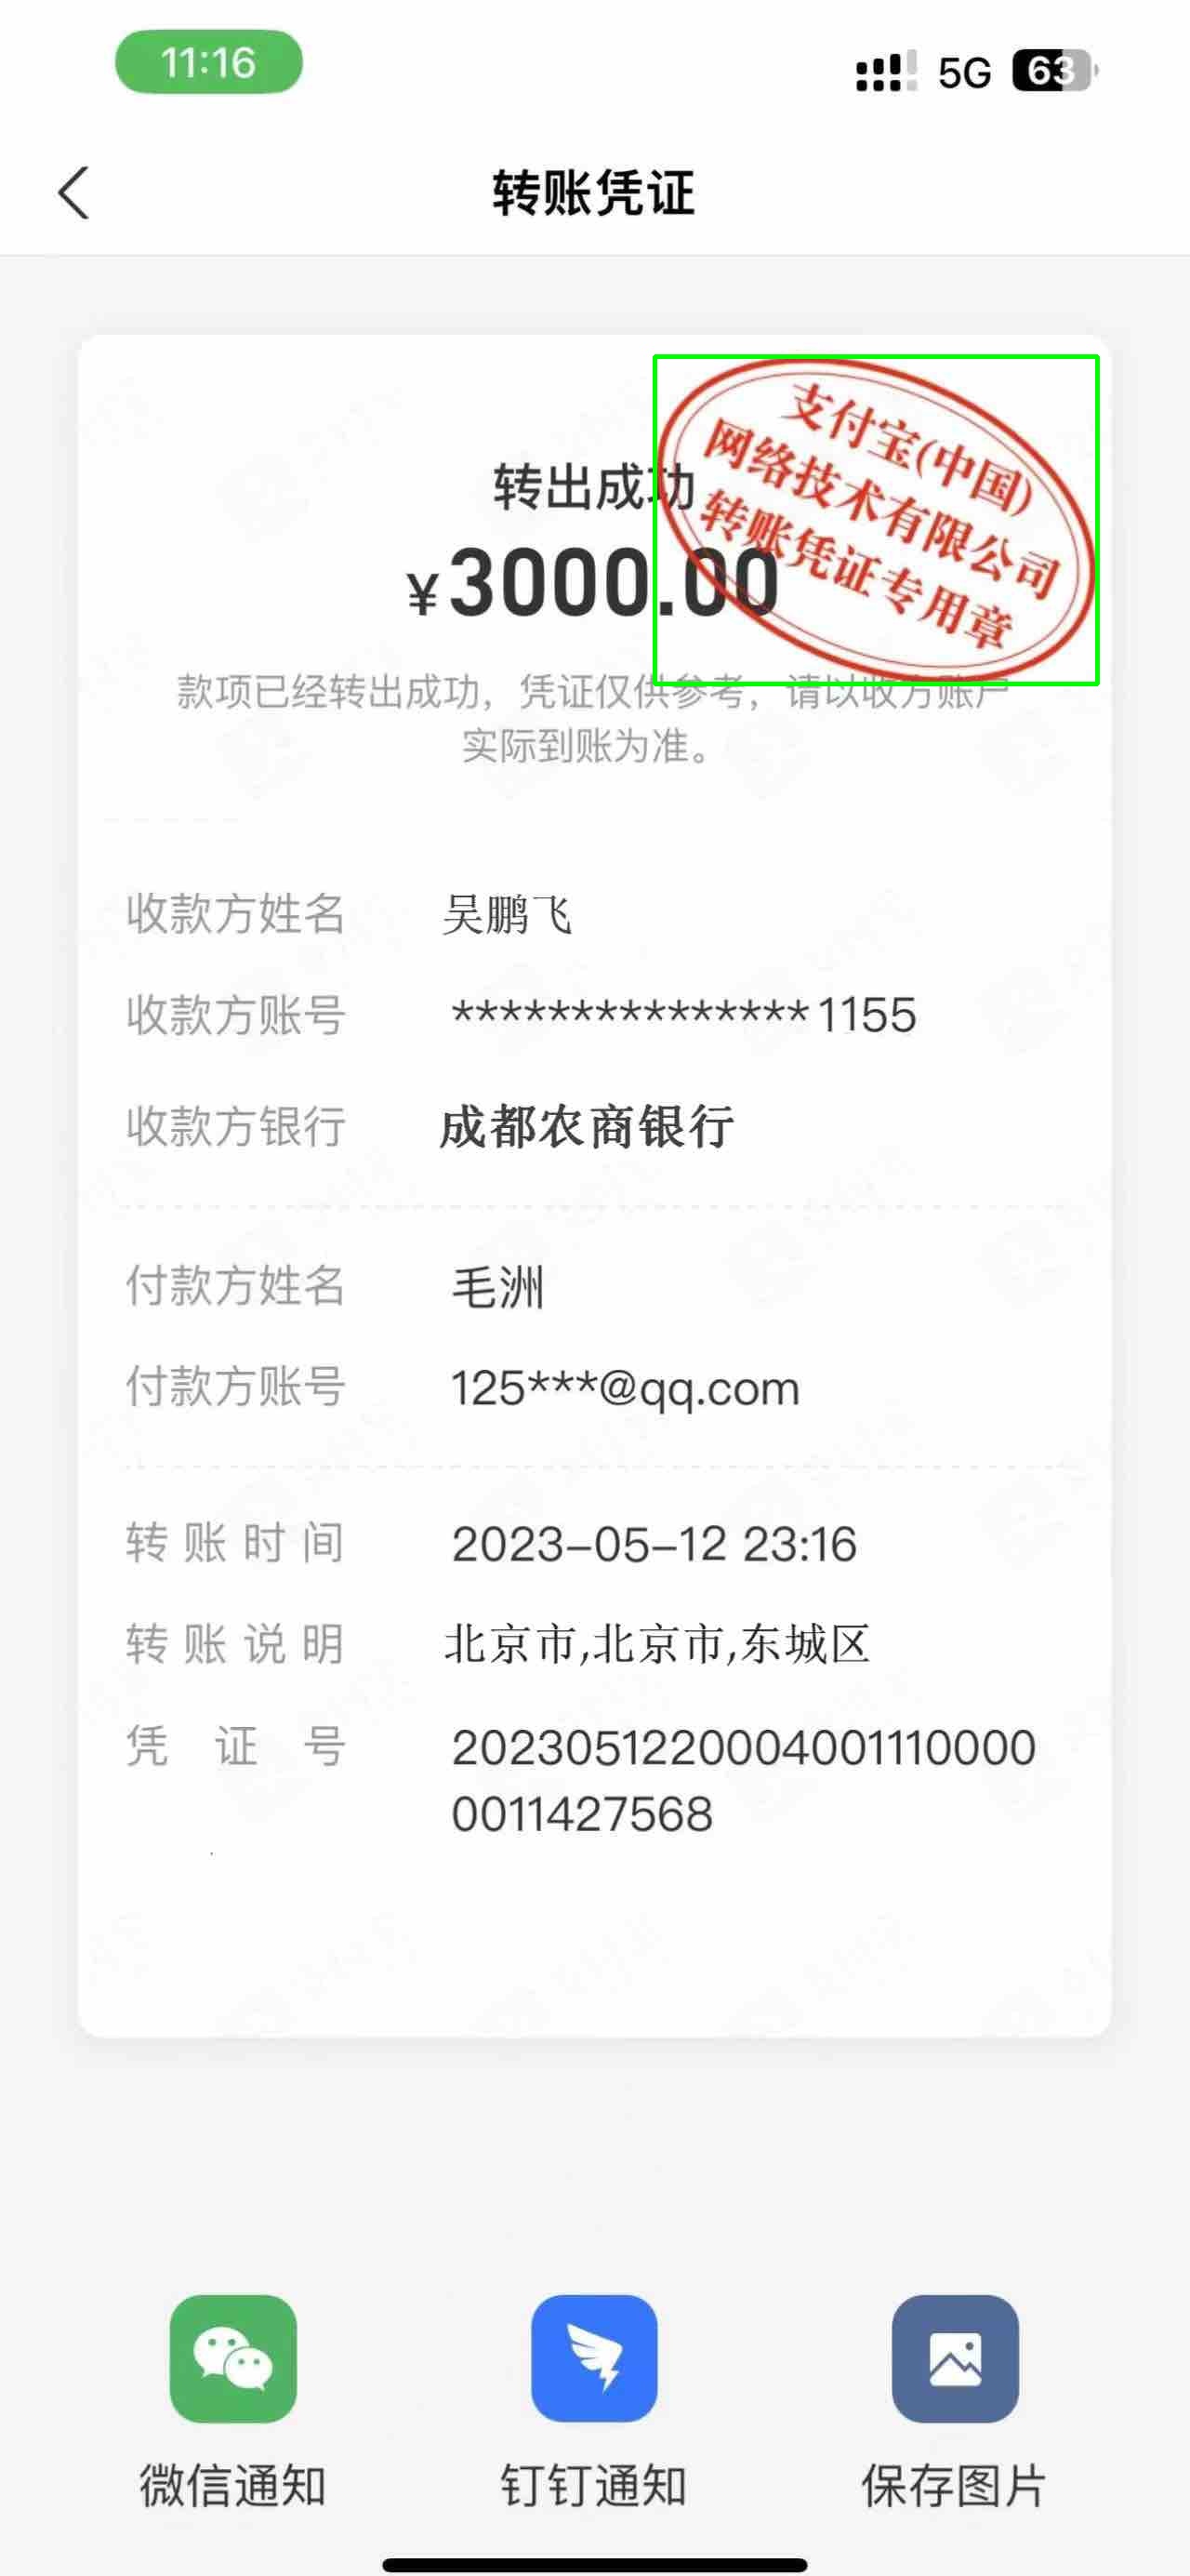 11:16
5G
63
转账凭证
支付宝(中国)
网络技术有限公司
转账凭证专用章
转出成功
¥3000.00
款项已经转出成功，凭证仅供参考，请以收方账户
实际到账为准。
收款方姓名 吴鹏飞
收款方账号 ***************1155
收款方银行 成都农商银行
付款方姓名 毛洲
付款方账号 125***@qq.com
转账时间 2023-05-12 23:16
转账说明 北京市,北京市,东城区
凭证号 2023051220004001110000
0011427568
微信通知
钉钉通知
保存图片